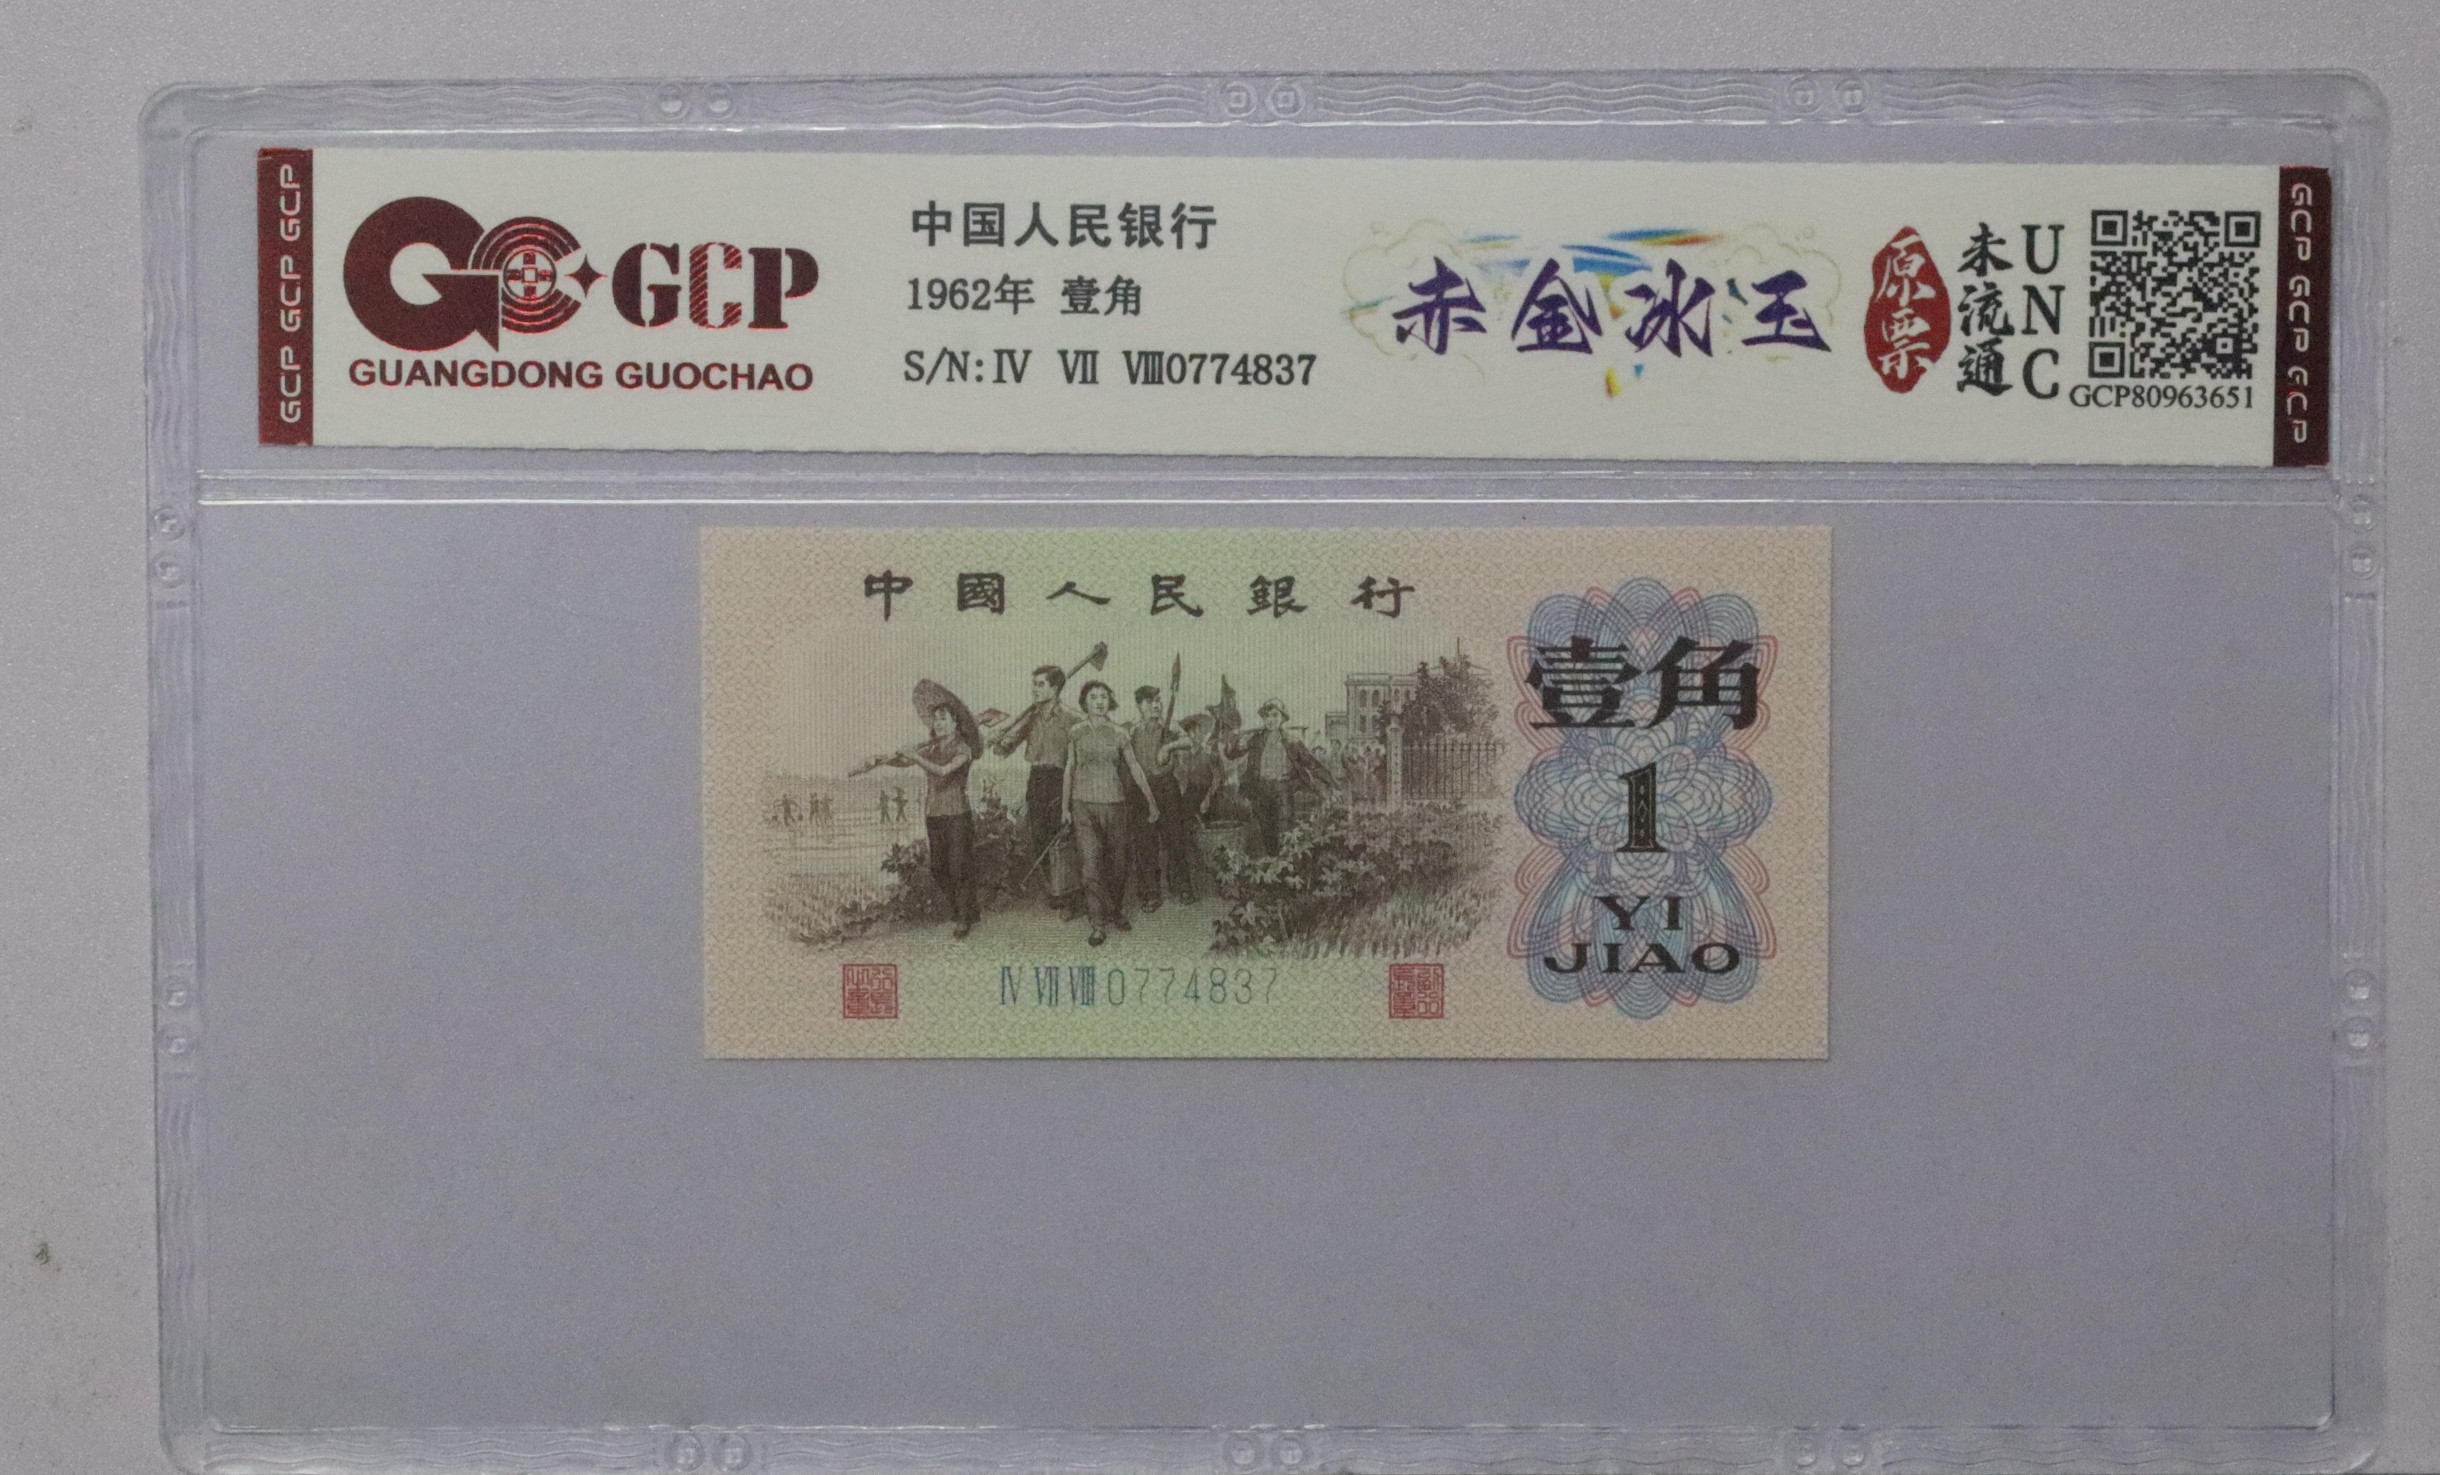 GCP GCP GCP
GCP
GUANGDONG GUOCHAO
中国人民银行
1962年 壹角
S/N:Ⅳ Ⅶ Ⅷ0774837
赤金冰玉
原票
未流通
UNC
GCP80963651
GCP GCP GCP
中國人民銀行
壹角
1
YI
JIAO
Ⅳ Ⅶ Ⅷ 0774837